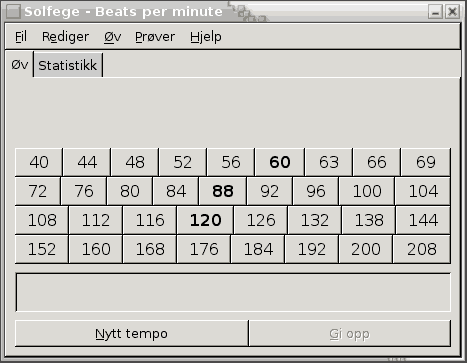 Solfege - Beats per minute
Fil Rediger Øv Prøver Hjelp
Øv Statistikk
40 44 48 52 56 60 63 66 69
72 76 80 84 88 92 96 100 104
108 112 116 120 126 132 138 144
152 160 168 176 184 192 200 208
Nytt tempo Gi opp